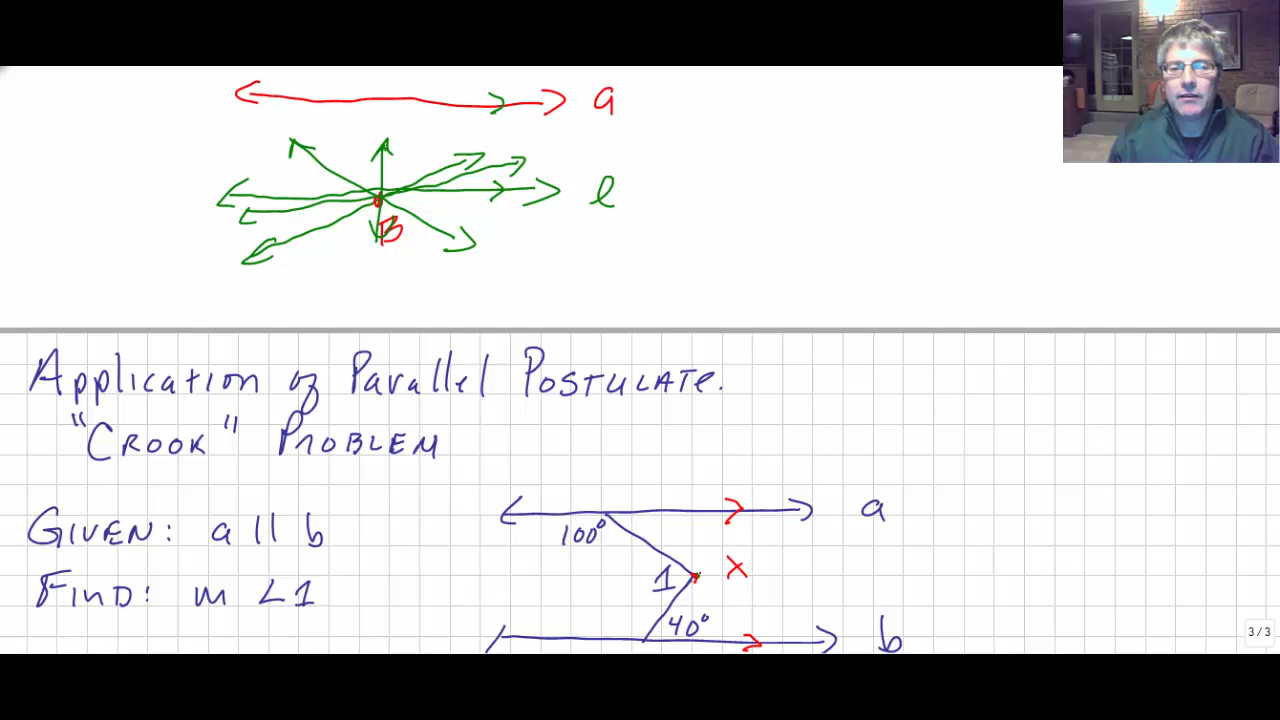 a
l
B
Application of Parallel Postulate.
"Crook" Problem
Given: a || b
Find: m ∠1
a
100°
1
x
40°
b
3 / 3